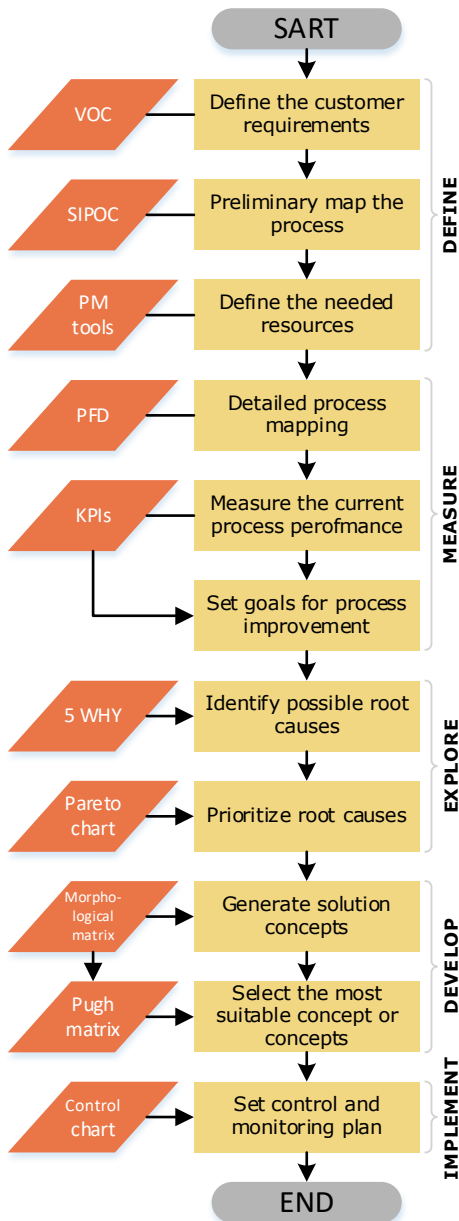 SART
VOC
Define the customer
requirements
SIPOC
Preliminary map the
process
PM
tools
Define the needed
resources
DEFINE
PFD
Detailed process
mapping
KPIs
Measure the current
process perofmance
Set goals for process
improvement
MEASURE
5 WHY
Identify possible root
causes
Pareto
chart
Prioritize root causes
EXPLORE
Morpho-
logical
matrix
Generate solution
concepts
Pugh
matrix
Select the most
suitable concept or
concepts
DEVELOP
Control
chart
Set control and
monitoring plan
IMPLEMENT
END